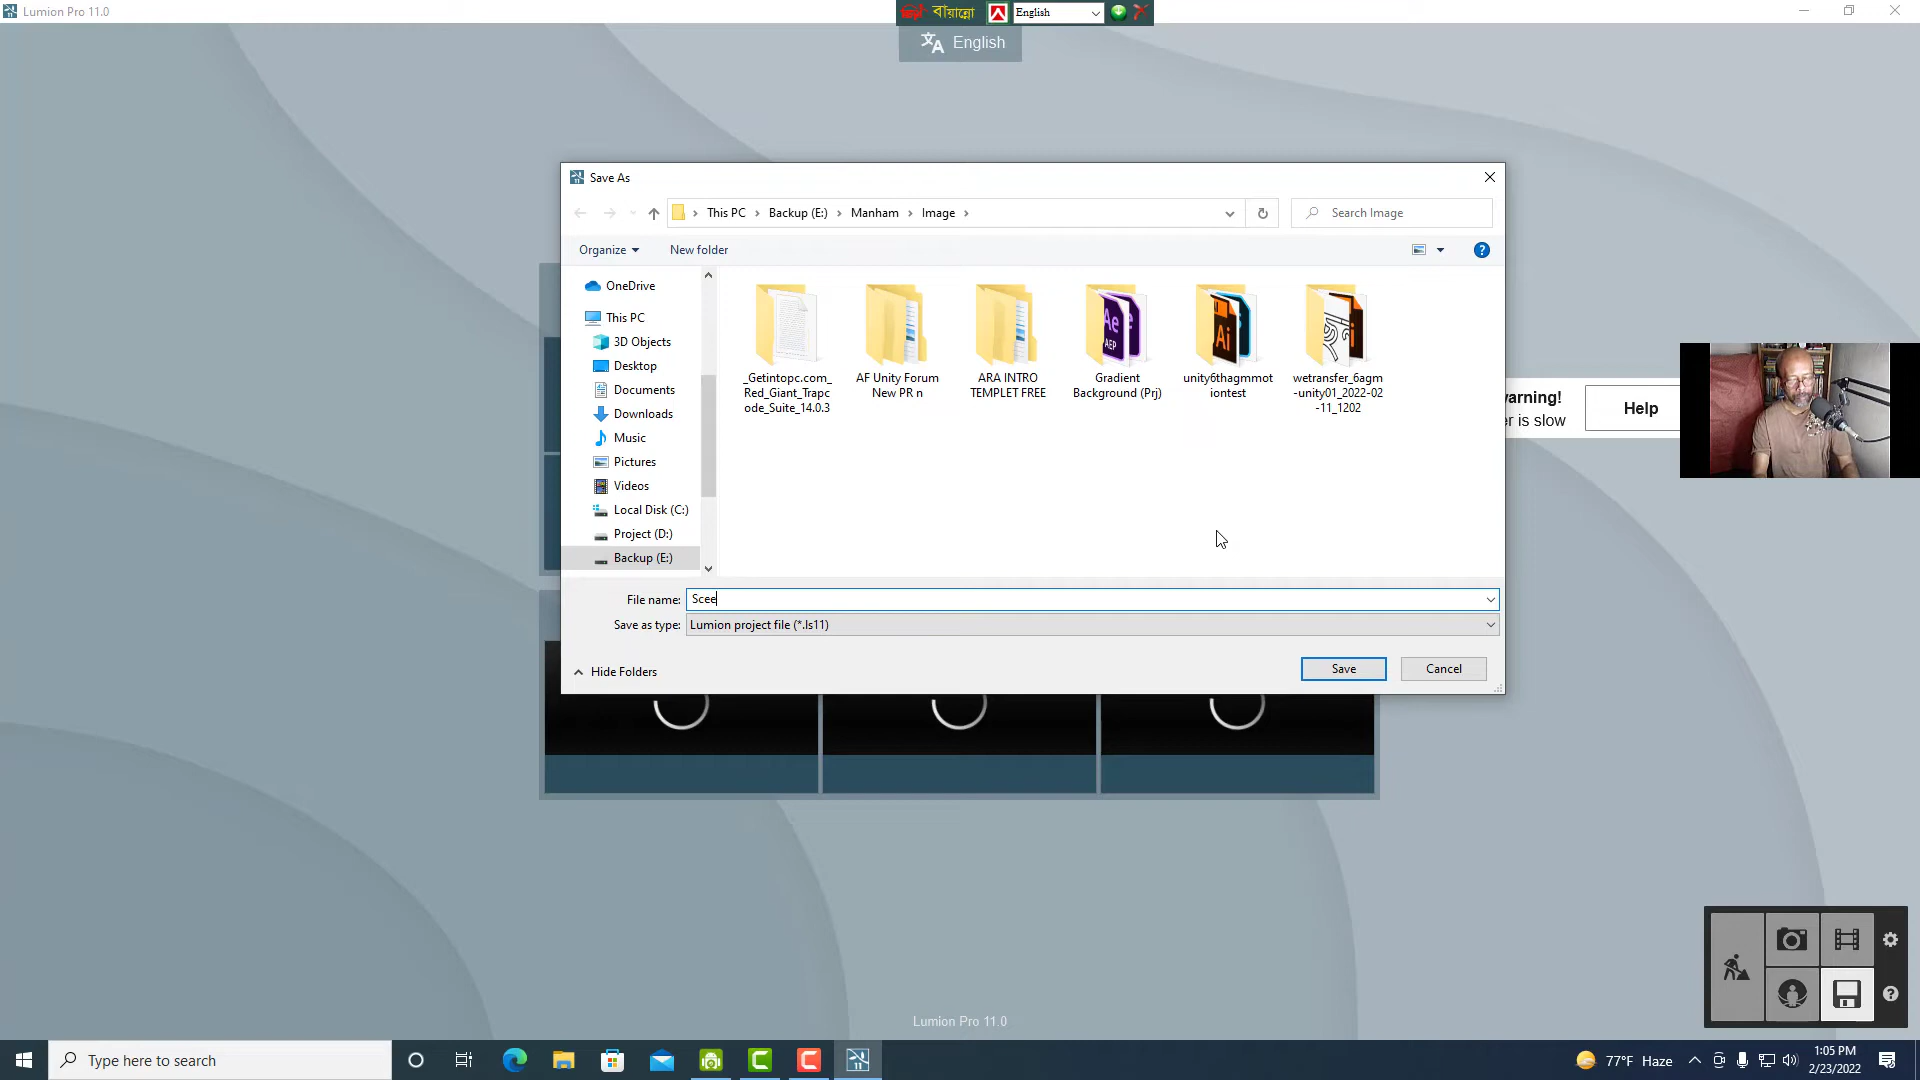 Lumion Pro 11.0
বায়ান্নো
English
English
Save As
This PC
Backup (E:)
Manham
Image
Search Image
Organize
New folder
OneDrive
This PC
3D Objects
Desktop
Documents
Downloads
Music
Pictures
Videos
Local Disk (C:)
Project (D:)
Backup (E:)
_Getintopc.com_
Red_Giant_Trapc
ode_Suite_14.0.3
AF Unity Forum
New PR n
ARA INTRO
TEMPLET FREE
Gradient
Background (Prj)
unity6thagmmot
iontest
wetransfer_6agm
-unity01_2022-02
-11_1202
Ae
AEP
Ai
File name: Scee
Save as type: Lumion project file (*.ls11)
Hide Folders
Save
Cancel
arning!
er is slow
Help
Lumion Pro 11.0
Type here to search
77°F Haze
1:05 PM
2/23/2022